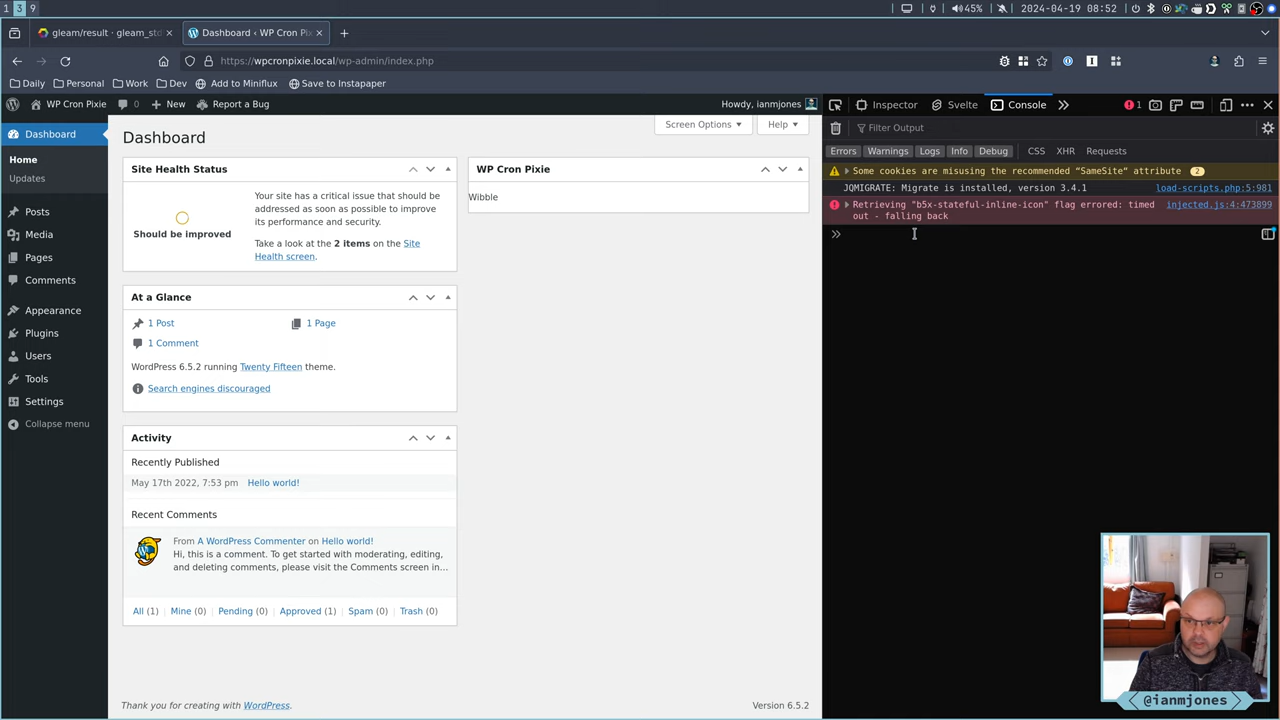 1 3 9
45%
2024-04-19 08:52
gleam/result · gleam_std
Dashboard ‹ WP Cron Pix
https://wpcronpixie.local/wp-admin/index.php
Daily
Personal
Work
Dev
Add to Miniflux
Save to Instapaper
WP Cron Pixie
0
New
Report a Bug
Howdy, ianmjones
Inspector
Svelte
Console
1
Dashboard
Home
Updates
Posts
Media
Pages
Comments
Appearance
Plugins
Users
Tools
Settings
Collapse menu
Dashboard
Screen Options
Help
Site Health Status
Should be improved
Your site has a critical issue that should be
addressed as soon as possible to improve
its performance and security.
Take a look at the 2 items on the Site
Health screen.
At a Glance
1 Post
1 Page
1 Comment
WordPress 6.5.2 running Twenty Fifteen theme.
Search engines discouraged
Activity
Recently Published
May 17th 2022, 7:53 pm Hello world!
Recent Comments
From A WordPress Commenter on Hello world!
Hi, this is a comment. To get started with moderating, editing,
and deleting comments, please visit the Comments screen in…
All (1) | Mine (0) | Pending (0) | Approved (1) | Spam (0) | Trash (0)
WP Cron Pixie
Wibble
Thank you for creating with WordPress.
Version 6.5.2
Filter Output
Errors
Warnings
Logs
Info
Debug
CSS
XHR
Requests
Some cookies are misusing the recommended "SameSite" attribute 2
JQMIGRATE: Migrate is installed, version 3.4.1
load-scripts.php:5:981
Retrieving "b5x-stateful-inline-icon" flag errored: timed
out - falling back
injected.js:4:473899
@ianmjones